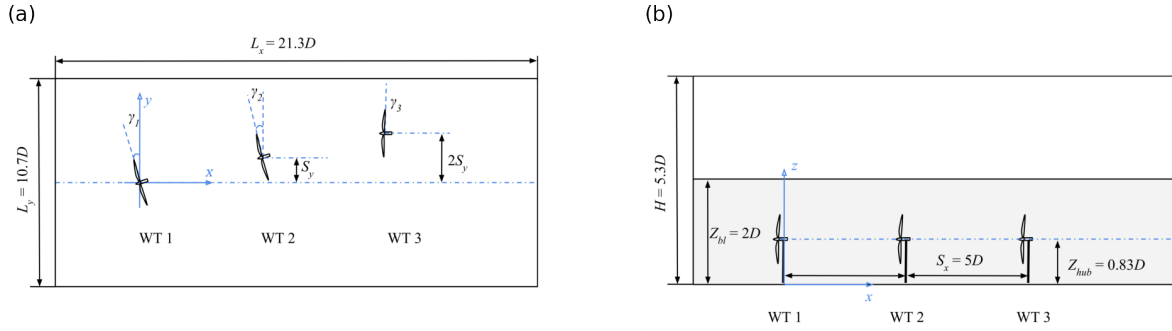 (a)
L_x = 21.3D
L_y = 10.7D
γ_1
y
γ_2
γ_3
x
S_y
2S_y
WT 1
WT 2
WT 3
(b)
H = 5.3D
z
Z_bl = 2D
S_x = 5D
Z_hub = 0.83D
x
WT 1
WT 2
WT 3